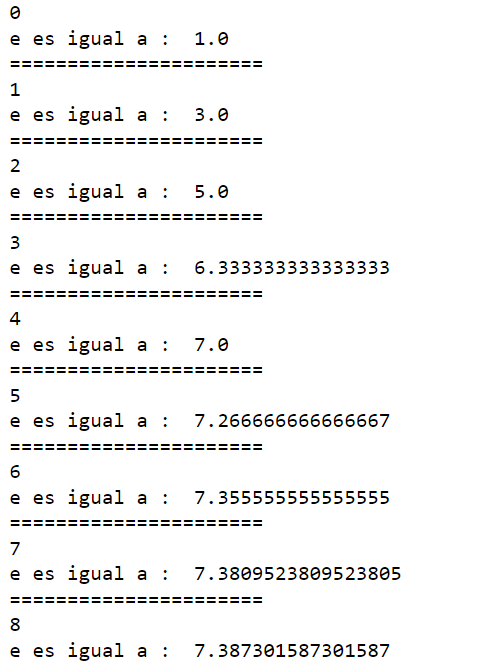 0
e es igual a :  1.0
======================
1
e es igual a :  3.0
======================
2
e es igual a :  5.0
======================
3
e es igual a :  6.333333333333333
======================
4
e es igual a :  7.0
======================
5
e es igual a :  7.266666666666667
======================
6
e es igual a :  7.355555555555555
======================
7
e es igual a :  7.3809523809523805
======================
8
e es igual a :  7.387301587301587